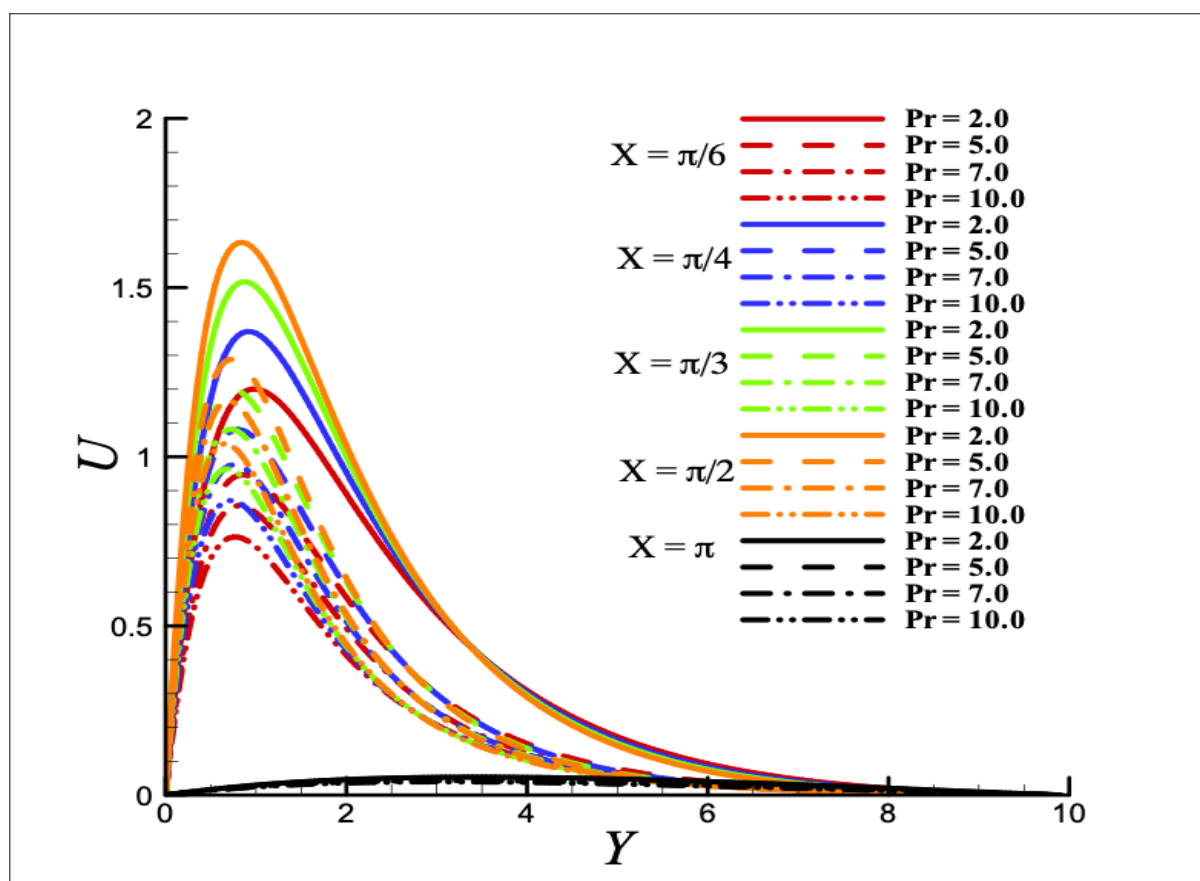 2
1.5
1
0.5
0
U
0 2 4 6 8 10
Y
X = π/6
Pr = 2.0
Pr = 5.0
Pr = 7.0
Pr = 10.0
X = π/4
Pr = 2.0
Pr = 5.0
Pr = 7.0
Pr = 10.0
X = π/3
Pr = 2.0
Pr = 5.0
Pr = 7.0
Pr = 10.0
X = π/2
Pr = 2.0
Pr = 5.0
Pr = 7.0
Pr = 10.0
X = π
Pr = 2.0
Pr = 5.0
Pr = 7.0
Pr = 10.0